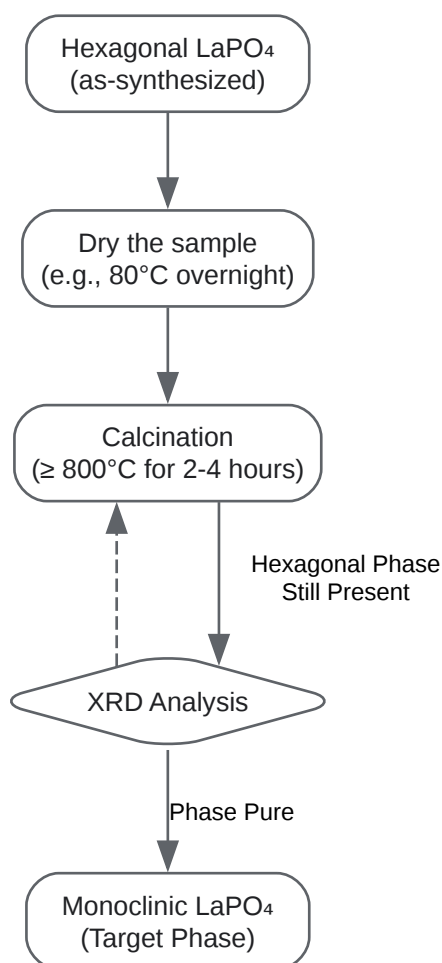 Hexagonal LaPO₄
(as-synthesized)
Dry the sample
(e.g., 80°C overnight)
Calcination
(≥ 800°C for 2-4 hours)
Hexagonal Phase
Still Present
XRD Analysis
Phase Pure
Monoclinic LaPO₄
(Target Phase)